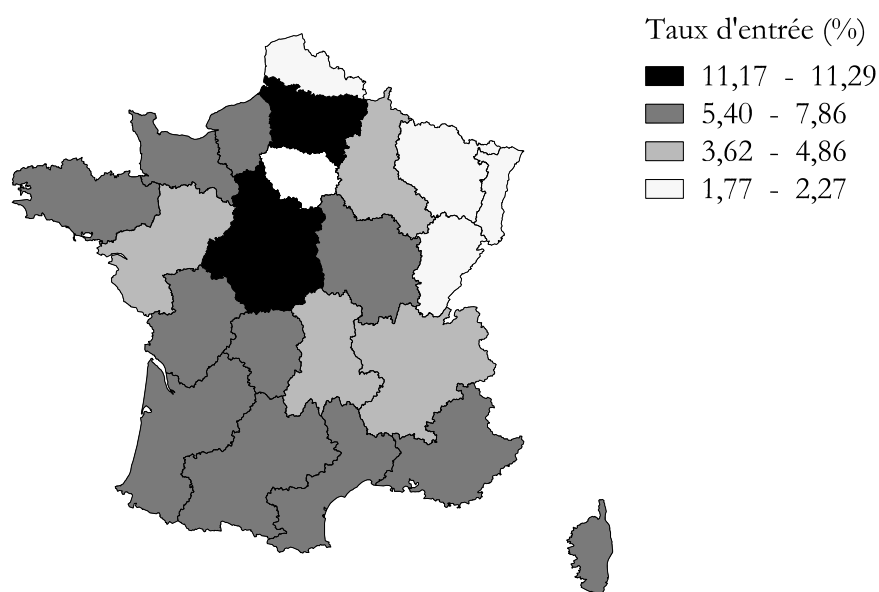 Taux d'entrée (%)
11,17 - 11,29
5,40 - 7,86
3,62 - 4,86
1,77 - 2,27